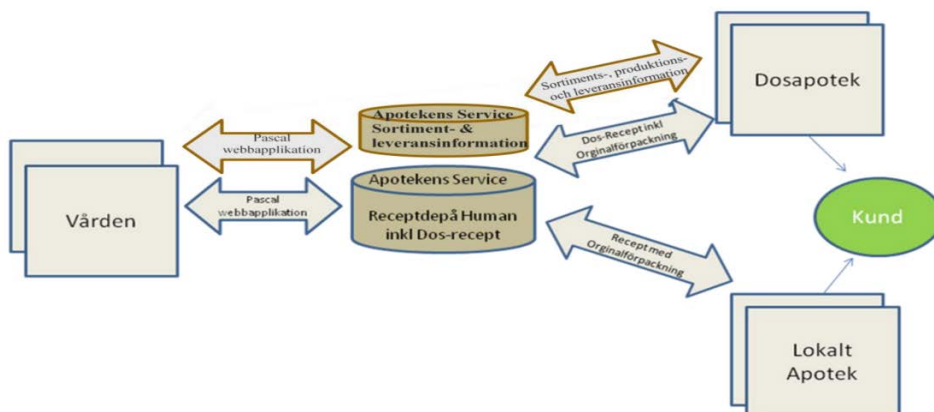 Vården
Pascal
webbapplikation
Pascal
webbapplikation
Apotekens Service
Sortiment- &
leveransinformation
Apotekens Service
Receptdepå Human
inkl Dos-recept
Sortiments-, produktions-
och leveransinformation
Dos-Recept inkl
Orginalförpackning
Recept med
Orginalförpackning
Dosapotek
Kund
Lokalt
Apotek